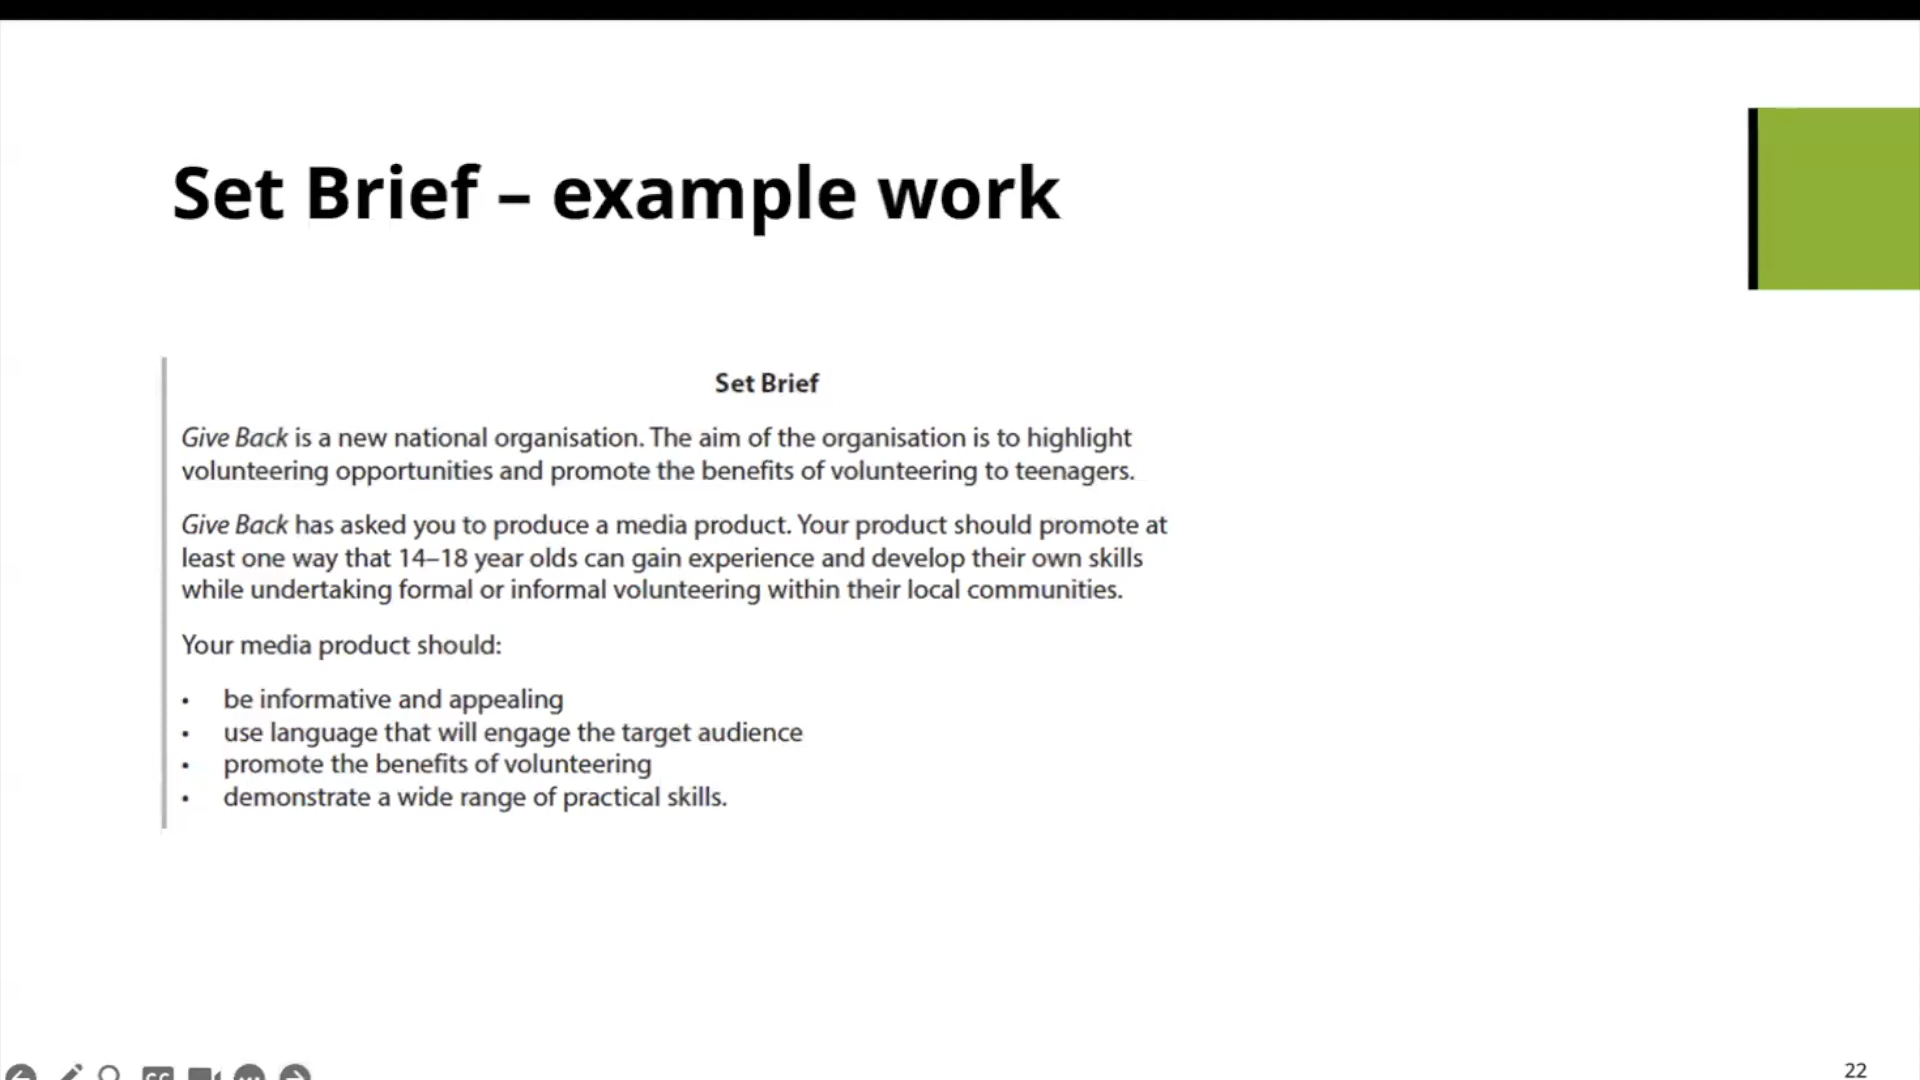 Set Brief – example work
Set Brief
Give Back is a new national organisation. The aim of the organisation is to highlight
volunteering opportunities and promote the benefits of volunteering to teenagers.
Give Back has asked you to produce a media product. Your product should promote at
least one way that 14–18 year olds can gain experience and develop their own skills
while undertaking formal or informal volunteering within their local communities.
Your media product should:
• be informative and appealing
• use language that will engage the target audience
• promote the benefits of volunteering
• demonstrate a wide range of practical skills.
22